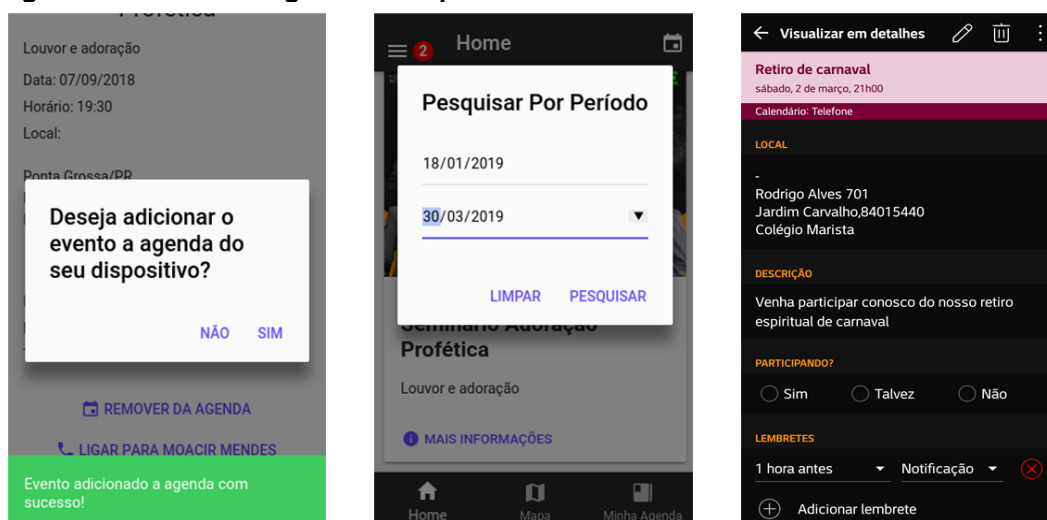 Profética
Louvor e adoração
Data: 07/09/2018
Horário: 19:30
Local:
Ponta Grossa/PR
Deseja adicionar o
evento a agenda do
seu dispositivo?
NÃO SIM
REMOVER DA AGENDA
LIGAR PARA MOACIR MENDES
Evento adicionado a agenda com
sucesso!
2 Home
Pesquisar Por Período
18/01/2019
30/03/2019
LIMPAR PESQUISAR
Seminário Adoração
Profética
Louvor e adoração
MAIS INFORMAÇÕES
Home Mapa Minha Agenda
Visualizar em detalhes
Retiro de carnaval
sábado, 2 de março, 21h00
Calendário: Telefone
LOCAL
-
Rodrigo Alves 701
Jardim Carvalho,84015440
Colégio Marista
DESCRIÇÃO
Venha participar conosco do nosso retiro
espiritual de carnaval
PARTICIPANDO?
Sim Talvez Não
LEMBRETES
1 hora antes Notificação
Adicionar lembrete